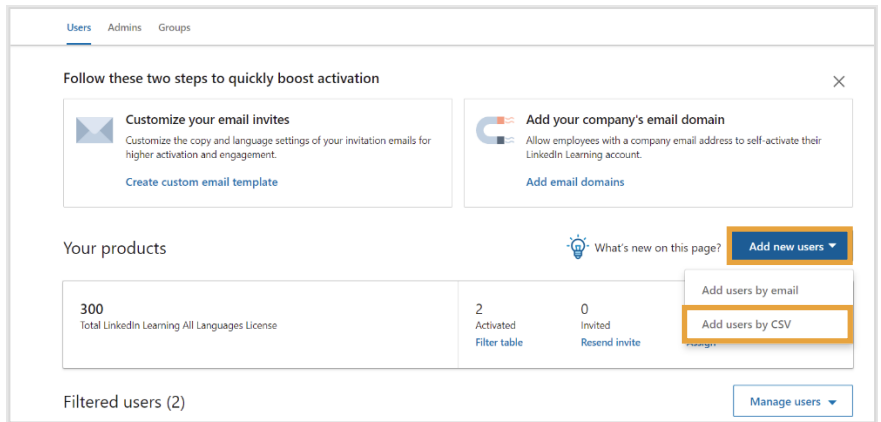 Users Admins Groups
Follow these two steps to quickly boost activation
Customize your email invites
Customize the copy and language settings of your invitation emails for
higher activation and engagement.
Create custom email template
Add your company's email domain
Allow employees with a company email address to self-activate their
LinkedIn Learning account.
Add email domains
Your products
What's new on this page?
Add new users
Add users by email
Add users by CSV
300
Total LinkedIn Learning All Languages License
2
Activated
Filter table
0
Invited
Resend invite
Filtered users (2)
Manage users